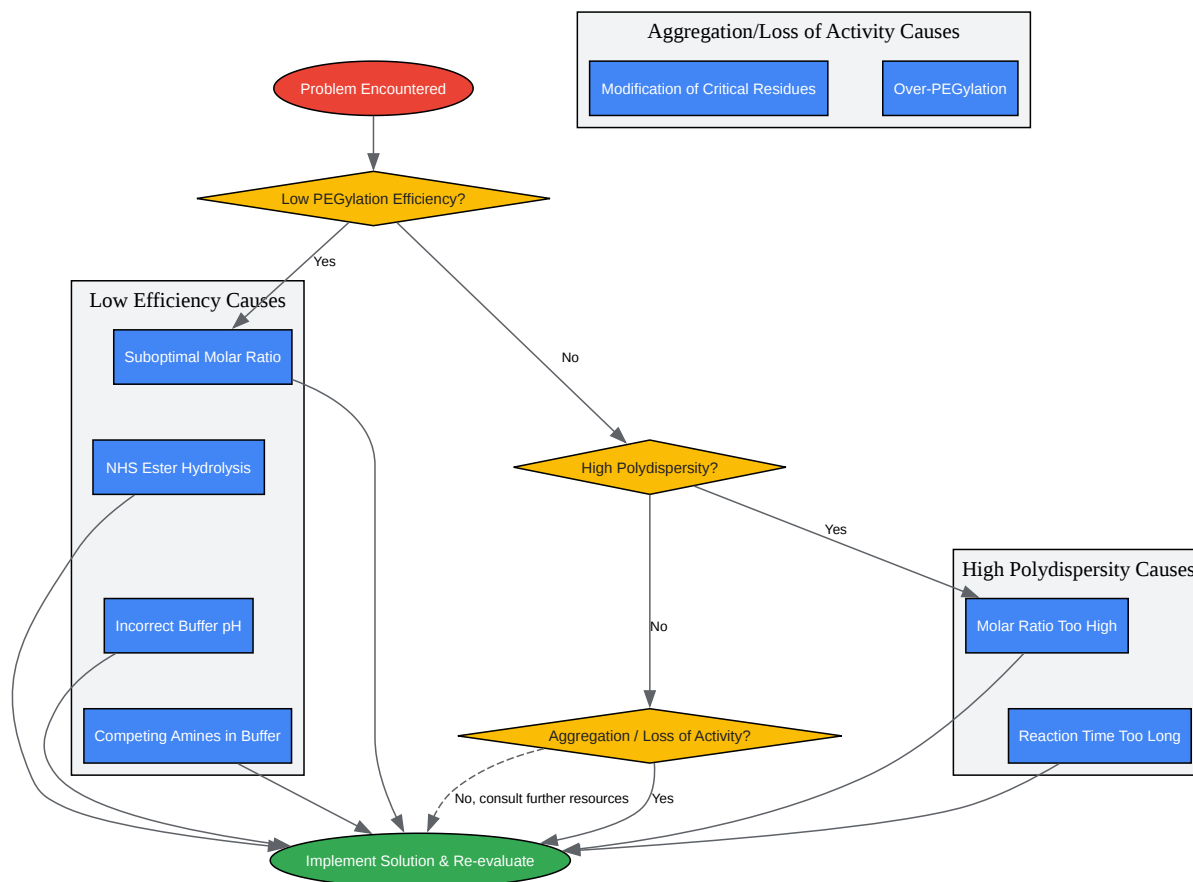 Aggregation/Loss of Activity Causes
Modification of Critical Residues
Over-PEGylation
Problem Encountered
Low PEGylation Efficiency?
Yes
No
Low Efficiency Causes
Suboptimal Molar Ratio
NHS Ester Hydrolysis
Incorrect Buffer pH
Competing Amines in Buffer
High Polydispersity?
Yes
No
High Polydispersity Causes
Molar Ratio Too High
Reaction Time Too Long
Aggregation / Loss of Activity?
No, consult further resources
Yes
Implement Solution & Re-evaluate